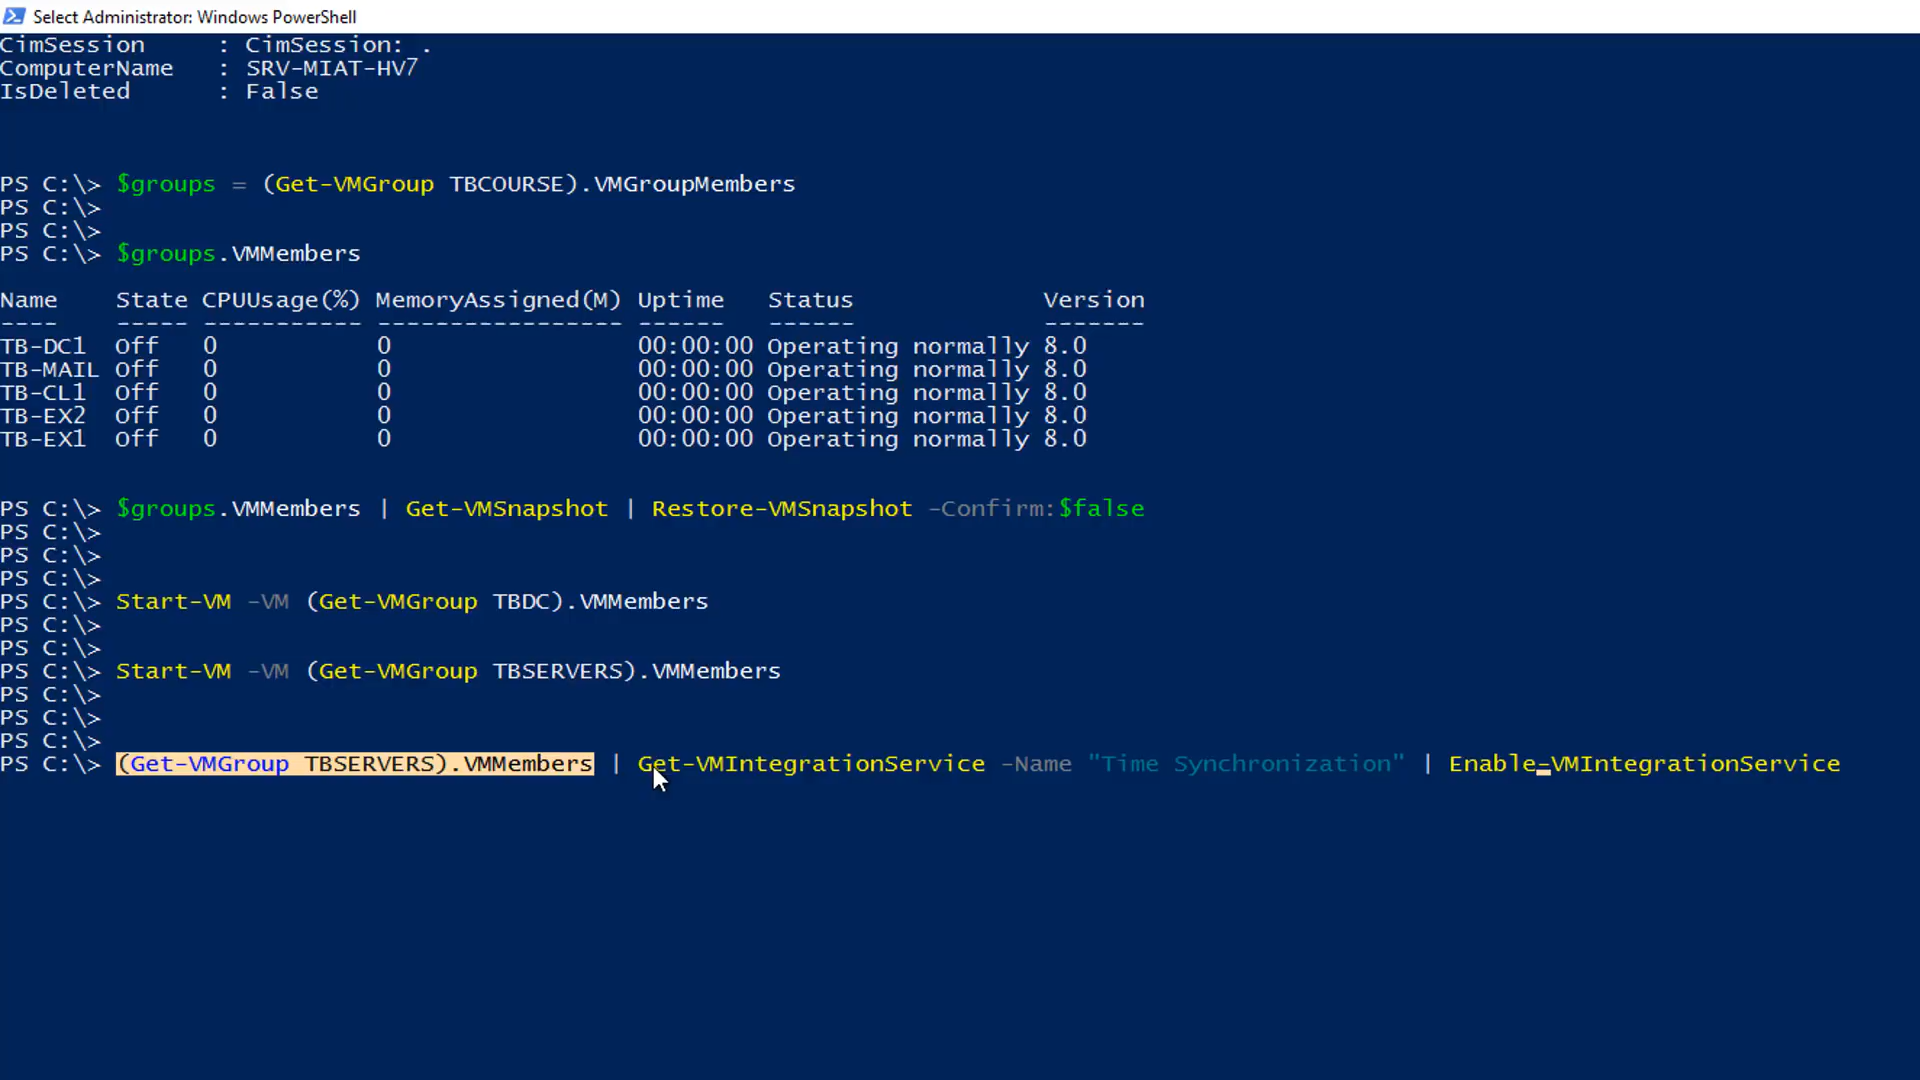 Select Administrator: Windows PowerShell
CimSession     : CimSession: .
ComputerName   : SRV-MIAT-HV7
IsDeleted      : False
PS C:\> $groups = (Get-VMGroup TBCOURSE).VMGroupMembers
PS C:\>
PS C:\>
PS C:\> $groups.VMMembers
Name    State CPUUsage(%) MemoryAssigned(M) Uptime   Status             Version
----    ----- ----------- ----------------- ------   ------             -------
TB-DC1  Off   0           0                 00:00:00 Operating normally 8.0
TB-MAIL Off   0           0                 00:00:00 Operating normally 8.0
TB-CL1  Off   0           0                 00:00:00 Operating normally 8.0
TB-EX2  Off   0           0                 00:00:00 Operating normally 8.0
TB-EX1  Off   0           0                 00:00:00 Operating normally 8.0
PS C:\> $groups.VMMembers | Get-VMSnapshot | Restore-VMSnapshot -Confirm:$false
PS C:\>
PS C:\>
PS C:\>
PS C:\> Start-VM -VM (Get-VMGroup TBDC).VMMembers
PS C:\>
PS C:\>
PS C:\> Start-VM -VM (Get-VMGroup TBSERVERS).VMMembers
PS C:\>
PS C:\>
PS C:\>
PS C:\> (Get-VMGroup TBSERVERS).VMMembers | Get-VMIntegrationService -Name "Time Synchronization" | Enable-VMIntegrationService